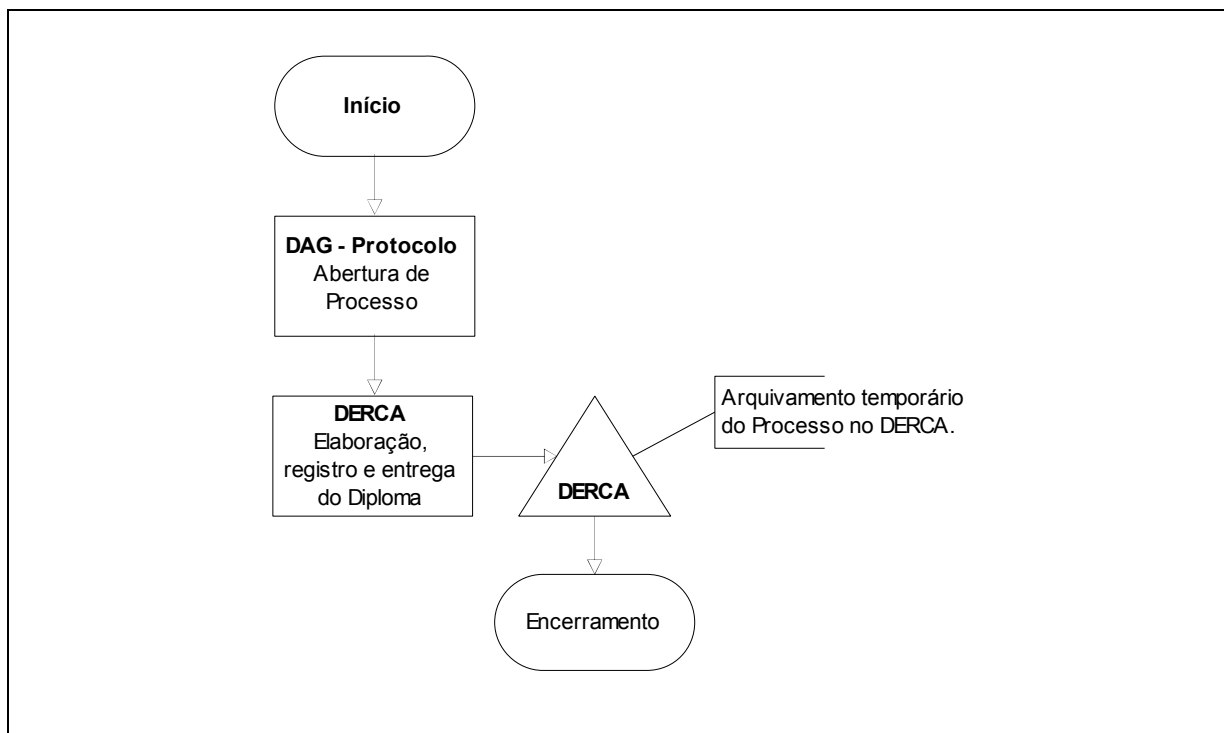 Início
DAG - Protocolo
Abertura de
Processo
DERCA
Elaboração,
registro e entrega
do Diploma
DERCA
Arquivamento temporário
do Processo no DERCA.
Encerramento